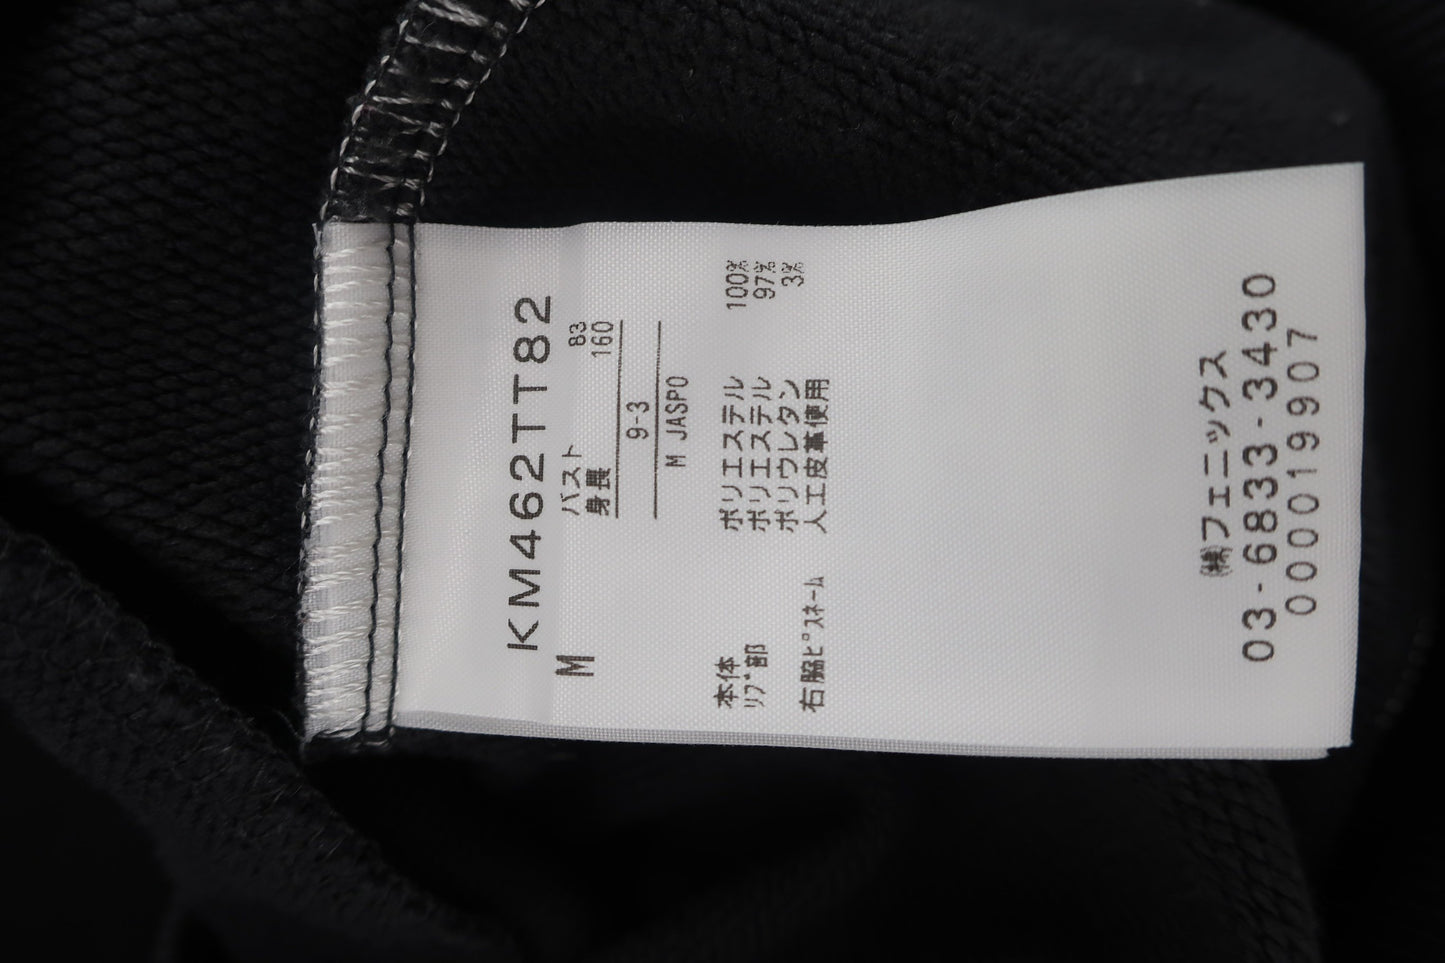 KM462TT82
M バスト 83
身長 160
9-3
M JASPO
本体 ポリエステル 100%
リブ部 ポリエステル 97%
ポリウレタン 3%
右脇ピスネーム 人工皮革使用
㈱フェニックス
03-6833-3430
000019907